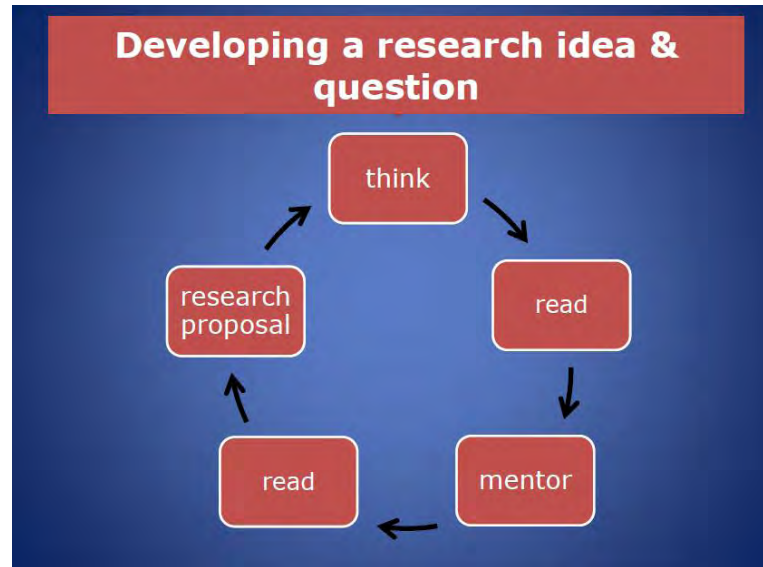 Developing a research idea &
question
think
read
mentor
read
research
proposal